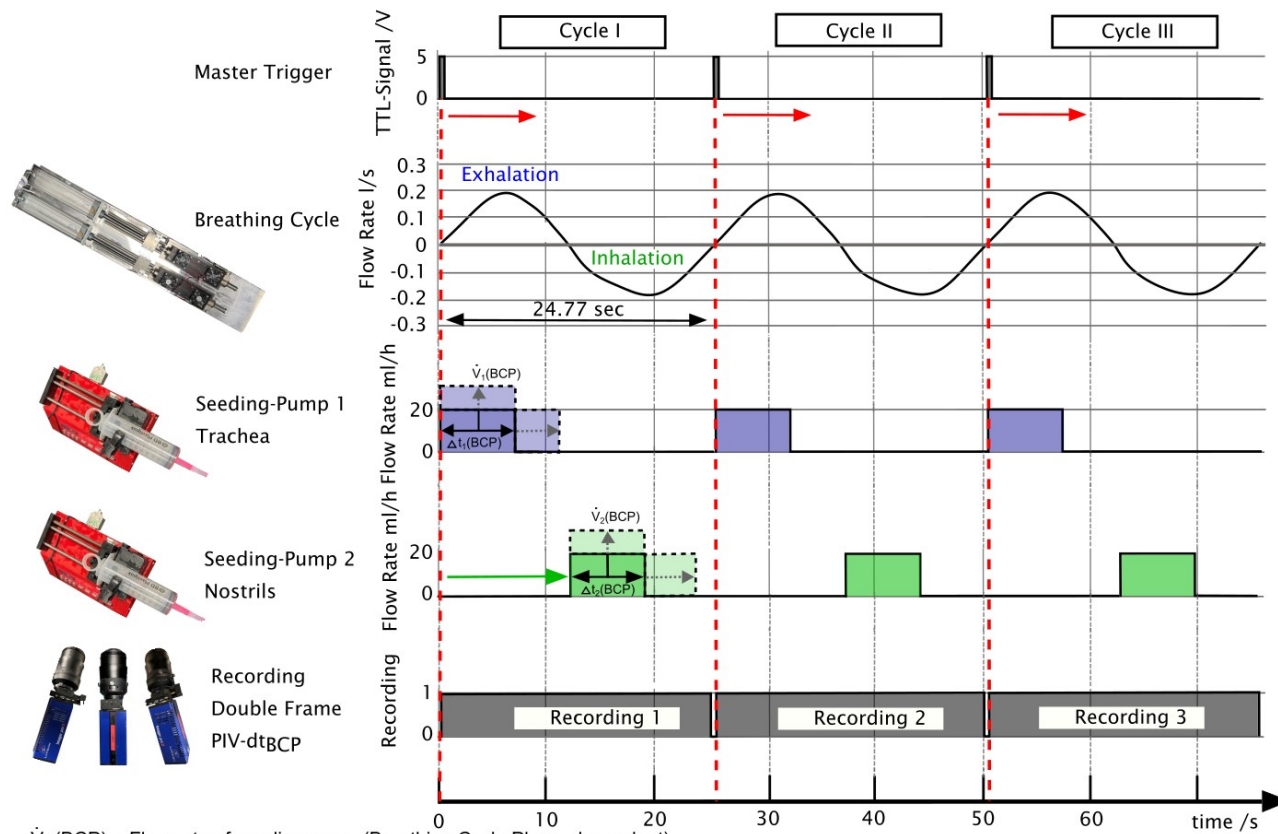 Cycle I
Cycle II
Cycle III
Master Trigger
TTL-Signal /V
5
0
Breathing Cycle
Flow Rate l/s
0.3
0.2
0.1
0
-0.1
-0.2
-0.3
Exhalation
Inhalation
24.77 sec
Seeding-Pump 1
Trachea
Flow Rate ml/h
20
0
V̇₁(BCP)
Δt₁(BCP)
Seeding-Pump 2
Nostrils
Flow Rate ml/h
20
0
V̇₂(BCP)
Δt₂(BCP)
Recording
Double Frame
PIV-dtBCP
Recording
1
0
Recording 1
Recording 2
Recording 3
0
10
20
30
40
50
60
time /s